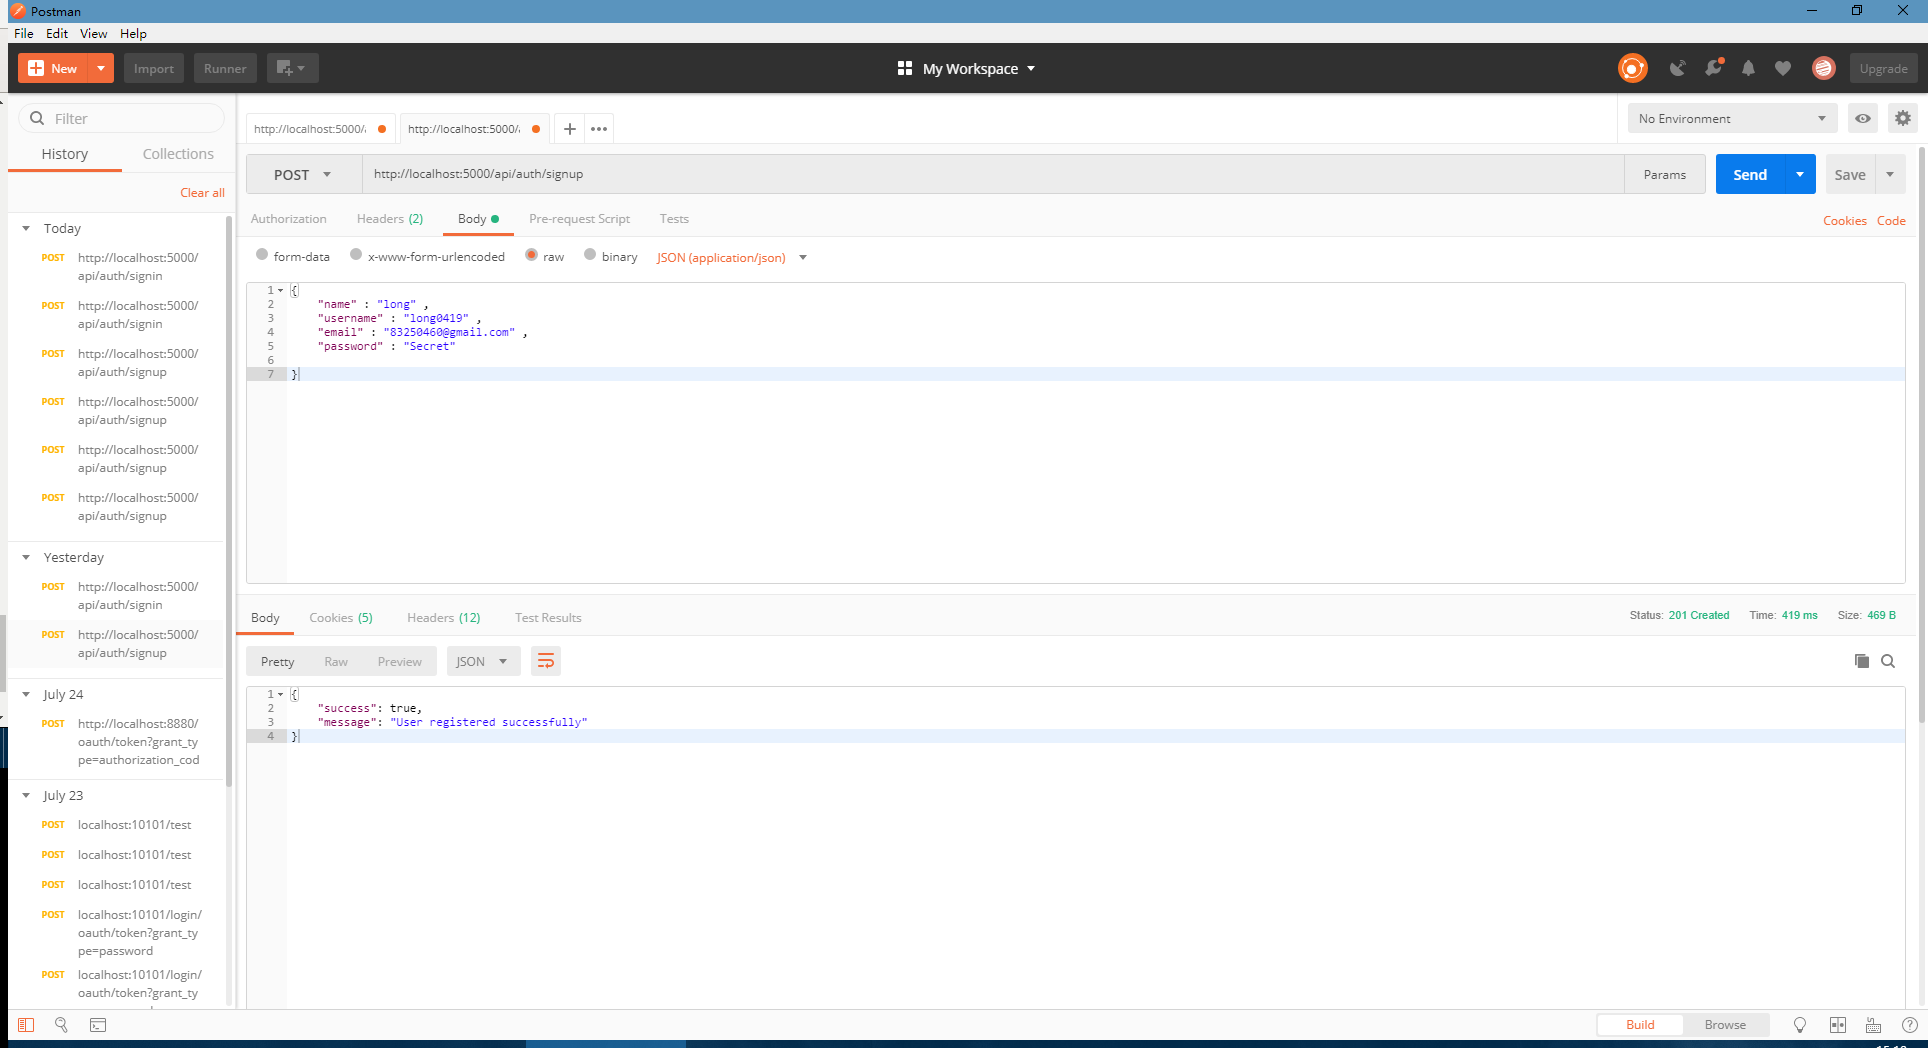 Postman
File Edit View Help
New Import Runner My Workspace Upgrade
Filter
History Collections
Clear all
Today
POST http://localhost:5000/
api/auth/signin
POST http://localhost:5000/
api/auth/signin
POST http://localhost:5000/
api/auth/signup
POST http://localhost:5000/
api/auth/signup
POST http://localhost:5000/
api/auth/signup
POST http://localhost:5000/
api/auth/signup
Yesterday
POST http://localhost:5000/
api/auth/signin
POST http://localhost:5000/
api/auth/signup
July 24
POST http://localhost:8880/
oauth/token?grant_ty
pe=authorization_cod
July 23
POST localhost:10101/test
POST localhost:10101/test
POST localhost:10101/test
POST localhost:10101/login/
oauth/token?grant_ty
pe=password
POST localhost:10101/login/
oauth/token?grant_ty
http://localhost:5000/ http://localhost:5000/ + •••
No Environment
POST http://localhost:5000/api/auth/signup Params Send Save
Authorization Headers (2) Body Pre-request Script Tests Cookies Code
form-data x-www-form-urlencoded raw binary JSON (application/json)
1 {
2 "name" : "long" ,
3 "username" : "long0419" ,
4 "email" : "83250460@gmail.com" ,
5 "password" : "Secret"
6
7 }
Body Cookies (5) Headers (12) Test Results Status: 201 Created Time: 419 ms Size: 469 B
Pretty Raw Preview JSON
1 {
2 "success": true,
3 "message": "User registered successfully"
4 }
Build Browse